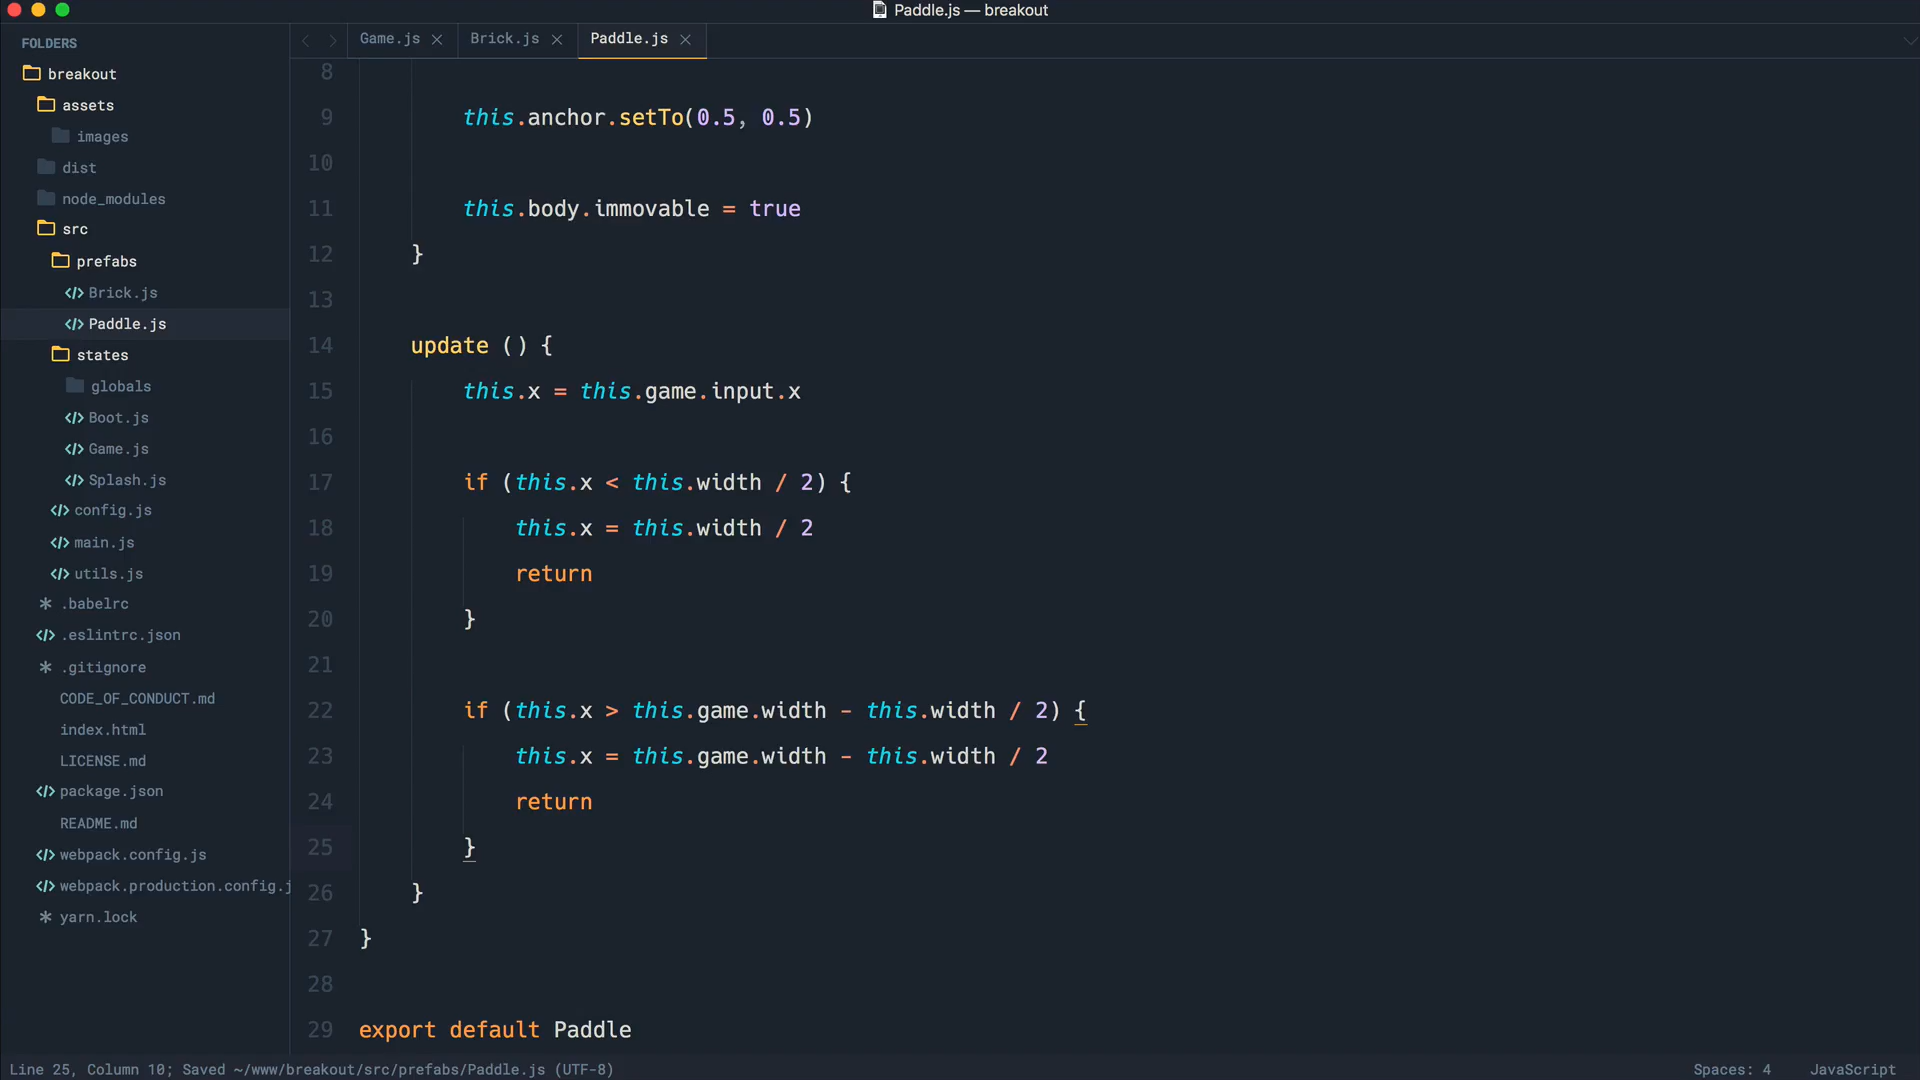 Paddle.js — breakout
FOLDERS
breakout
assets
images
dist
node_modules
src
prefabs
Brick.js
Paddle.js
states
globals
Boot.js
Game.js
Splash.js
config.js
main.js
utils.js
.babelrc
.eslintrc.json
.gitignore
CODE_OF_CONDUCT.md
index.html
LICENSE.md
package.json
README.md
webpack.config.js
webpack.production.config.j
yarn.lock
Game.js Brick.js Paddle.js
8
9 this.anchor.setTo(0.5, 0.5)
10
11 this.body.immovable = true
12 }
13
14 update () {
15 this.x = this.game.input.x
16
17 if (this.x < this.width / 2) {
18 this.x = this.width / 2
19 return
20 }
21
22 if (this.x > this.game.width - this.width / 2) {
23 this.x = this.game.width - this.width / 2
24 return
25 }
26 }
27 }
28
29 export default Paddle
Line 25, Column 10; Saved ~/www/breakout/src/prefabs/Paddle.js (UTF-8) Spaces: 4 JavaScript